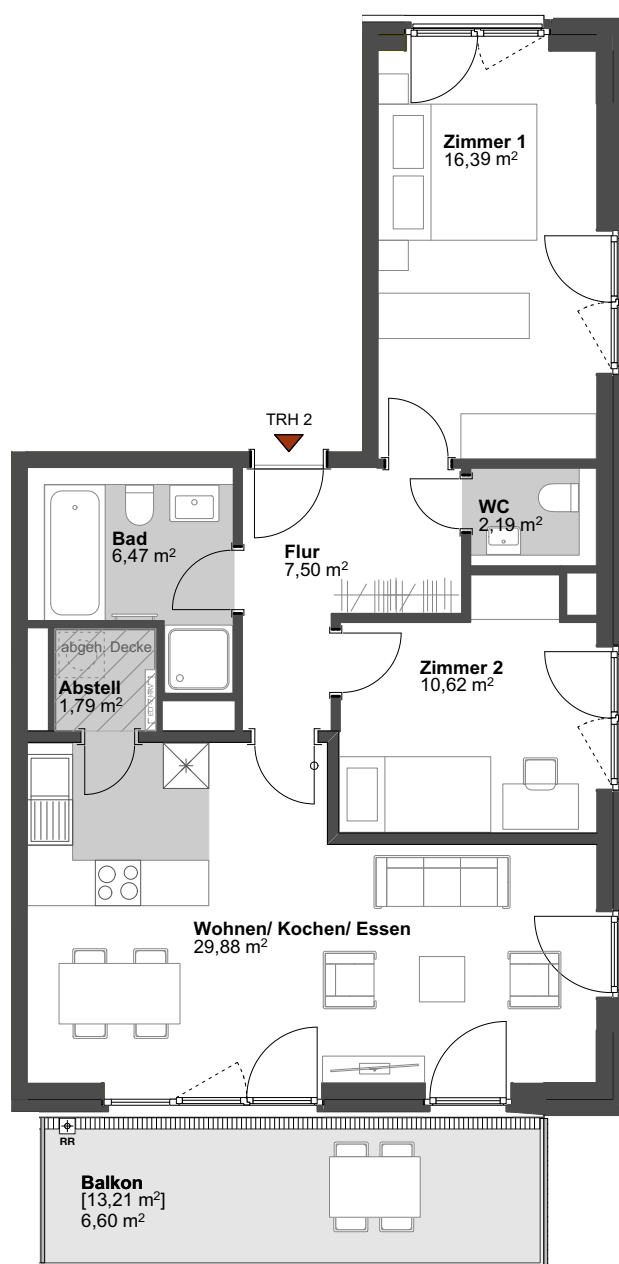 Zimmer 1
16,39 m²
TRH 2
Bad
6,47 m²
Flur
7,50 m²
WC
2,19 m²
abgeh. Decke
Abstell
1,79 m²
Zimmer 2
10,62 m²
Wohnen/ Kochen/ Essen
29,88 m²
RR
Balkon
[13,21 m²]
6,60 m²